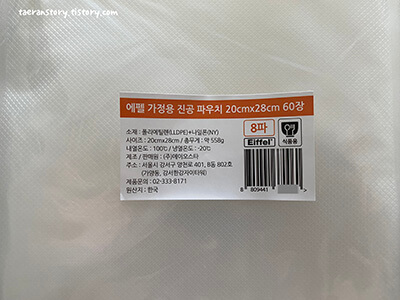 taeranstory.tistory.com
에펠 가정용 진공 파우치 20cmx28cm 60장
소재 : 폴리에틸렌(LLDPE)+나일론(NY)
사이즈 : 20cmx28cm / 총무게 : 약 558g
내열온도 : 100℃ / 냉열온도 : -20℃
제조 / 판매원 : (주)에이오스타
주소 : 서울시 강서구 양천로 401, B동 802호
(가양동, 강서한강자이타워)
제품문의 : 02-333-8171
원산지 : 한국
8파
Eiffel
식품용
8 809441